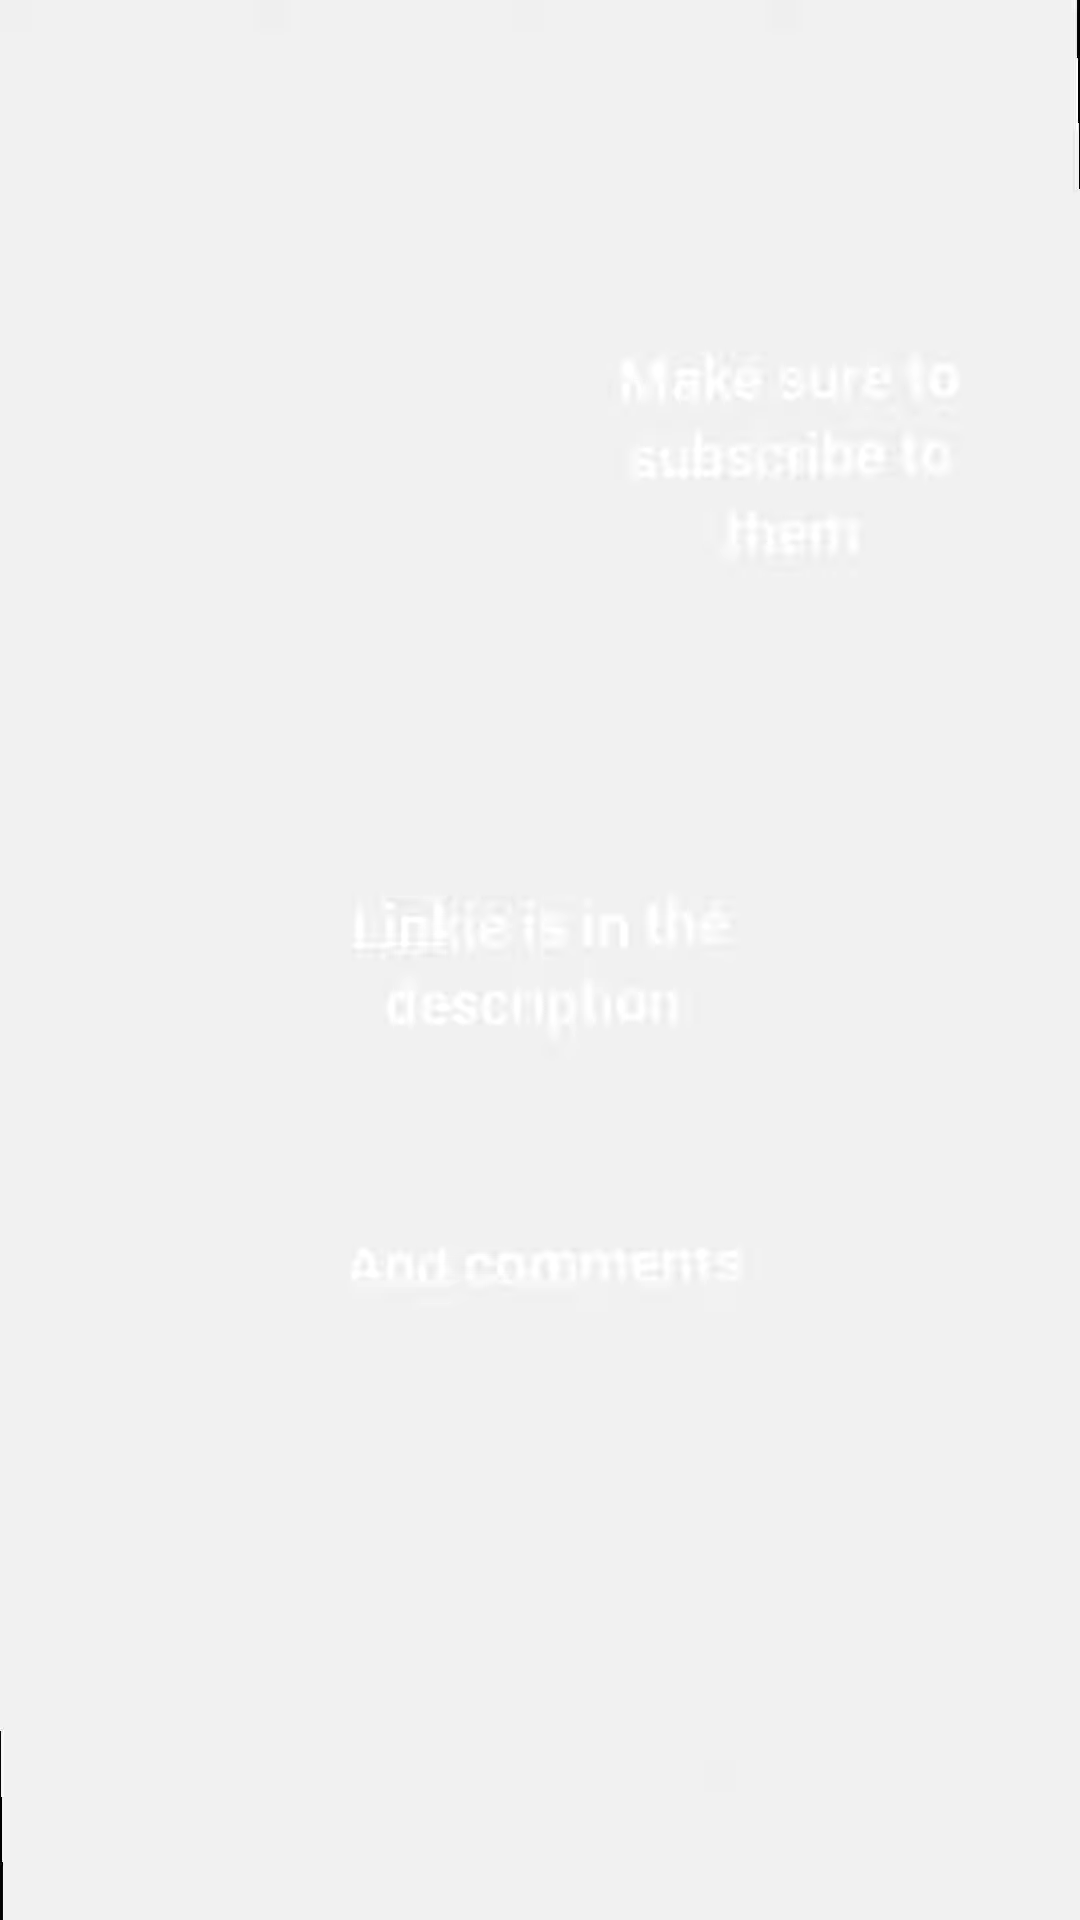 Make sure to
subscribe to
them
Linkie is in the
description
And comments